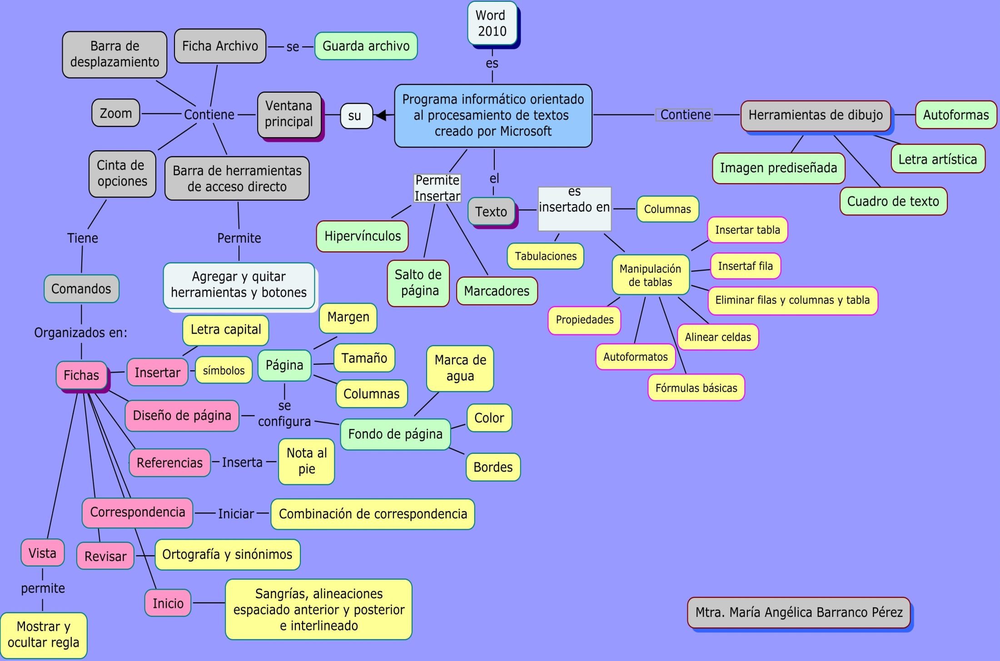 Word
2010
es
Programa informático orientado
al procesamiento de textos
creado por Microsoft
su
Ventana
principal
Contiene
Barra de
desplazamiento
Ficha Archivo
se
Guarda archivo
Zoom
Cinta de
opciones
Barra de herramientas
de acceso directo
Tiene
Permite
Comandos
Agregar y quitar
herramientas y botones
Organizados en:
Fichas
Insertar
Letra capital
símbolos
Diseño de página
se
configura
Página
Margen
Tamaño
Columnas
Fondo de página
Marca de
agua
Color
Bordes
Referencias
Inserta
Nota al
pie
Correspondencia
Iniciar
Combinación de correspondencia
Vista
permite
Mostrar y
ocultar regla
Revisar
Ortografía y sinónimos
Inicio
Sangrías, alineaciones
espaciado anterior y posterior
e interlineado
Permite
Insertar
Hipervínculos
Salto de
página
Marcadores
el
Texto
es
insertado en
Columnas
Tabulaciones
Manipulación
de tablas
Insertar tabla
Insertaf fila
Eliminar filas y columnas y tabla
Alinear celdas
Propiedades
Autoformatos
Fórmulas básicas
Contiene
Herramientas de dibujo
Autoformas
Letra artística
Imagen prediseñada
Cuadro de texto
Mtra. María Angélica Barranco Pérez